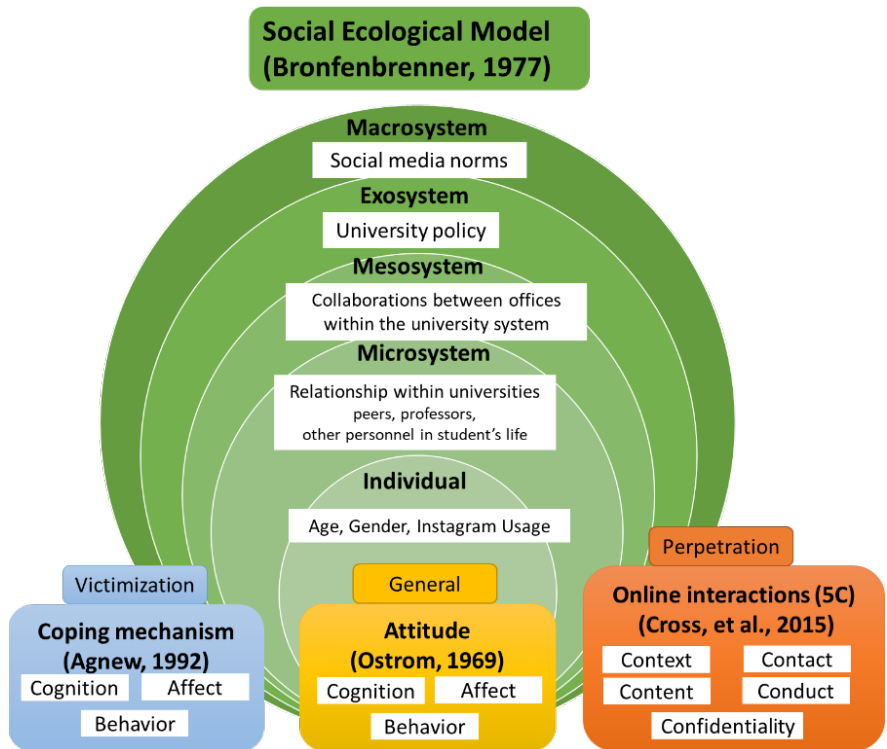 Social Ecological Model
(Bronfenbrenner, 1977)
Macrosystem
Social media norms
Exosystem
University policy
Mesosystem
Collaborations between offices
within the university system
Microsystem
Relationship within universities
peers, professors,
other personnel in student's life
Individual
Age, Gender, Instagram Usage
Victimization
Coping mechanism
(Agnew, 1992)
Cognition
Affect
Behavior
General
Attitude
(Ostrom, 1969)
Cognition
Affect
Behavior
Perpetration
Online interactions (5C)
(Cross, et al., 2015)
Context
Contact
Content
Conduct
Confidentiality